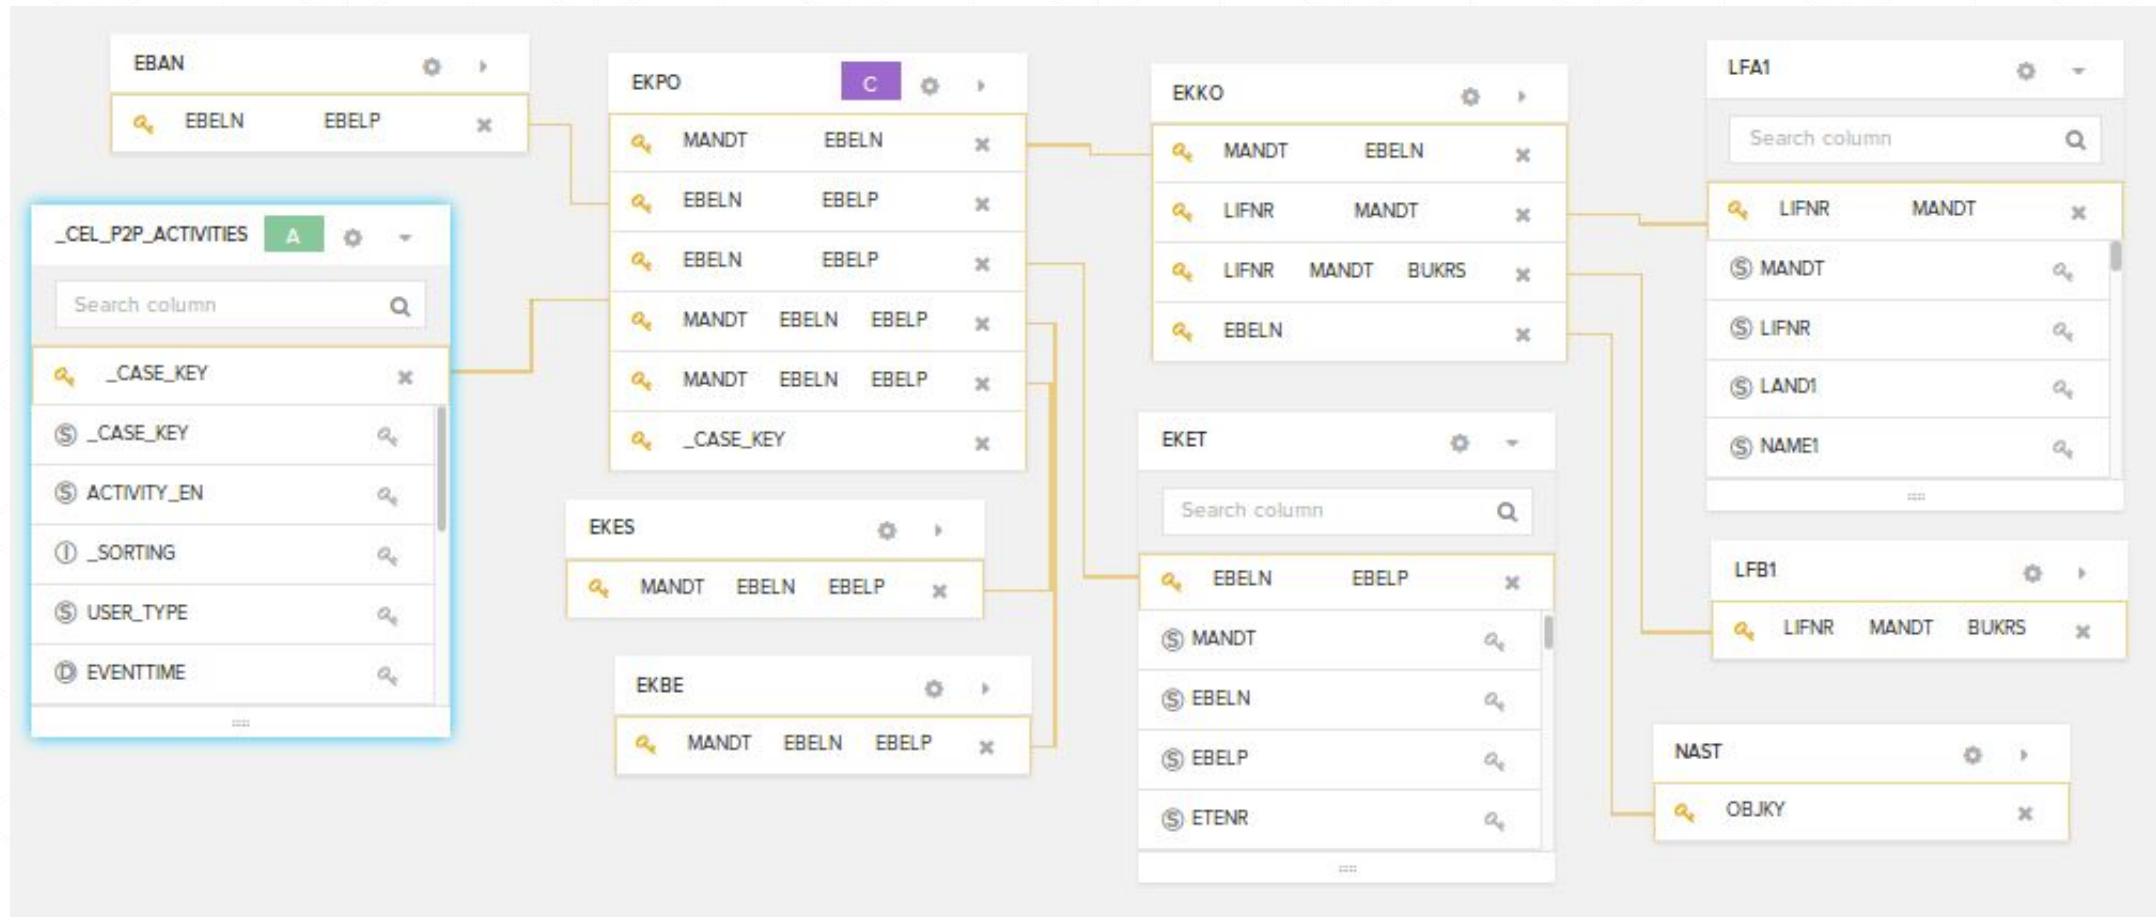 EBAN
EBELN EBELP
_CEL_P2P_ACTIVITIES A
Search column
_CASE_KEY
S _CASE_KEY
S ACTIVITY_EN
I _SORTING
S USER_TYPE
D EVENTTIME
EKPO C
MANDT EBELN
EBELN EBELP
EBELN EBELP
MANDT EBELN EBELP
MANDT EBELN EBELP
_CASE_KEY
EKES
MANDT EBELN EBELP
EKBE
MANDT EBELN EBELP
EKKO
MANDT EBELN
LIFNR MANDT
LIFNR MANDT BUKRS
EBELN
EKET
Search column
EBELN EBELP
S MANDT
S EBELN
S EBELP
S ETENR
LFA1
Search column
LIFNR MANDT
S MANDT
S LIFNR
S LAND1
S NAME1
LFB1
LIFNR MANDT BUKRS
NAST
OBJKY